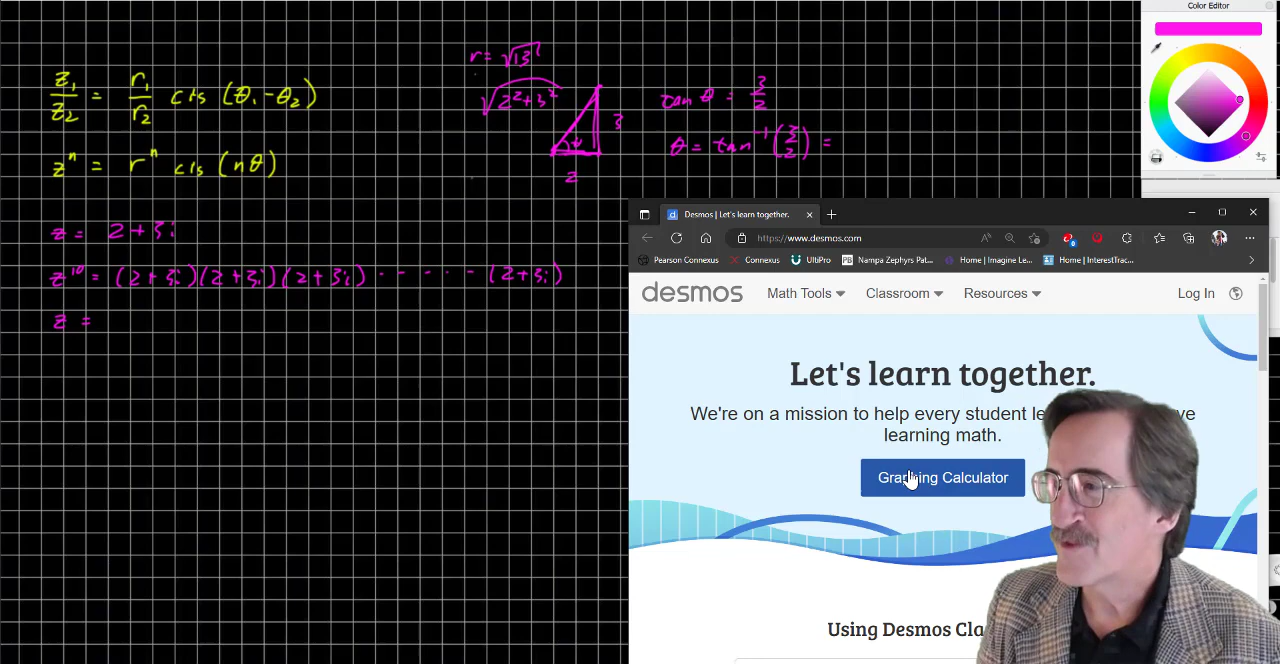 Color Editor
z₁/z₂ = r₁/r₂ cis (θ₁-θ₂)
zⁿ = rⁿ cis (nθ)
r = √13
√2²+3²
3
2
tan θ = 3/2
θ = tan⁻¹ (3/2) =
z = 2+3i
z¹⁰ = (2+3i)(2+3i)(2+3i) - - - - - - (2+3i)
z =
Desmos | Let's learn together.
https://www.desmos.com
Pearson Connexus
Connexus
UltiPro
Nampa Zephyrs Pat...
Home | Imagine Le...
Home | InterestTrac...
desmos
Math Tools
Classroom
Resources
Log In
Let's learn together.
We're on a mission to help every student
learning math.
Graphing Calculator
Using Desmos